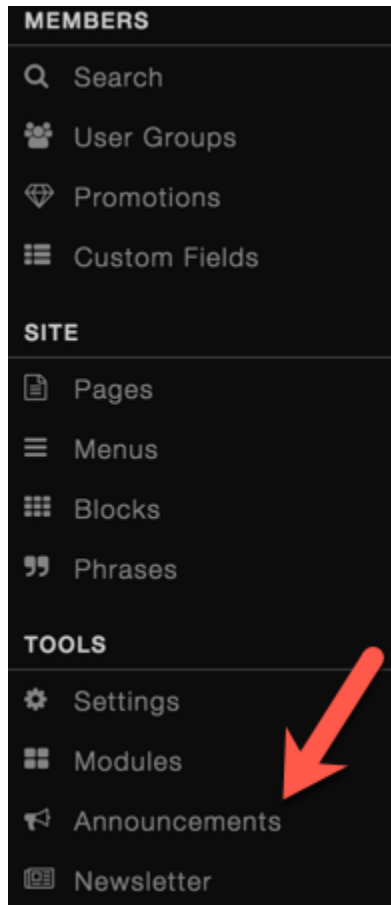 MEMBERS
Search
User Groups
Promotions
Custom Fields
SITE
Pages
Menus
Blocks
Phrases
TOOLS
Settings
Modules
Announcements
Newsletter